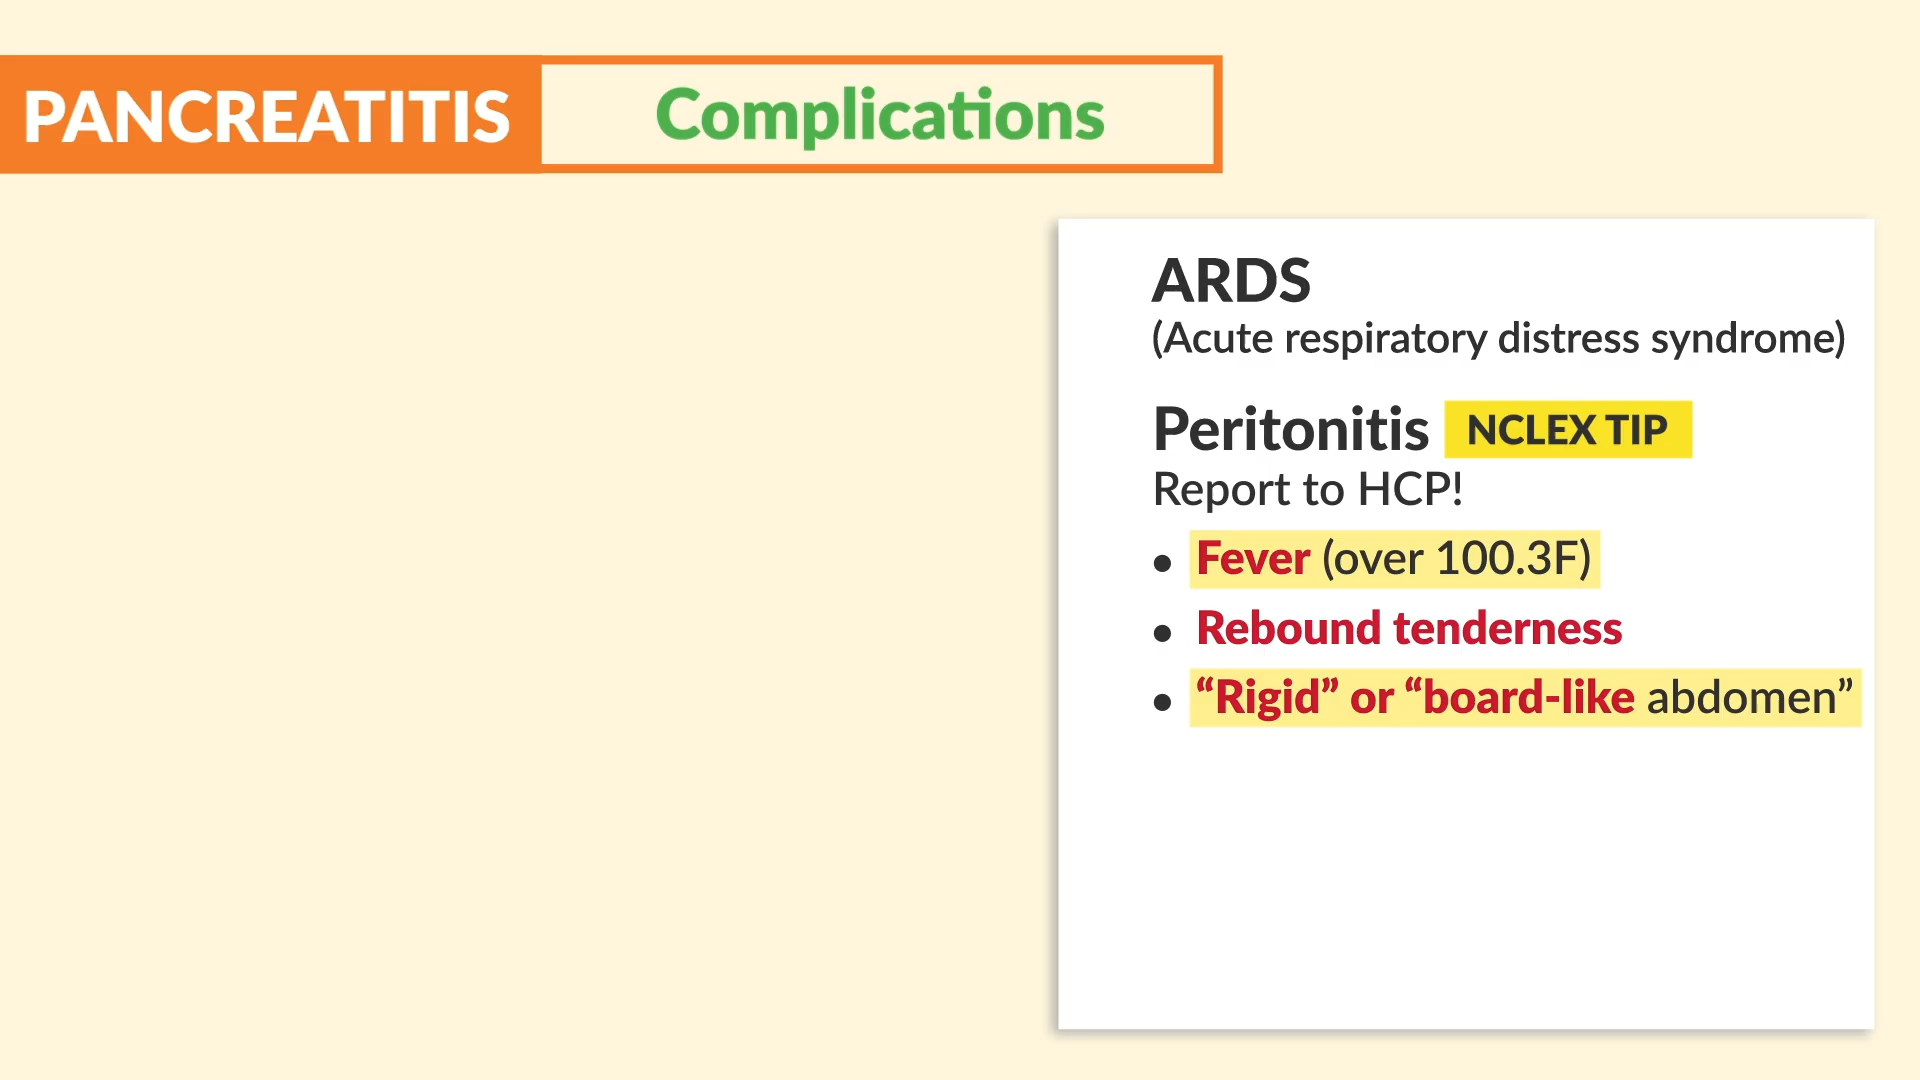 PANCREATITIS Complications
ARDS
(Acute respiratory distress syndrome)
Peritonitis NCLEX TIP
Report to HCP!
• Fever (over 100.3F)
• Rebound tenderness
• “Rigid” or “board-like abdomen”